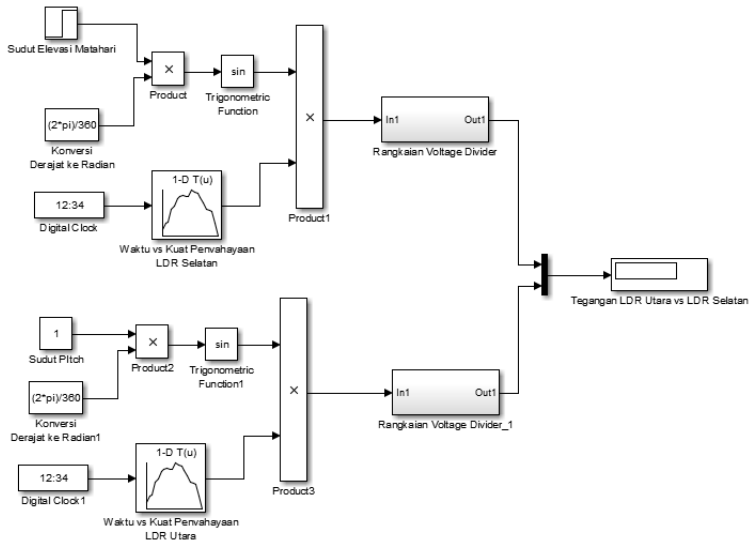 Sudut Elevasi Matahari
×
Product
sin
Trigonometric
Function
(2*pi)/360
Konversi
Derajat ke Radian
12:34
Digital Clock
1-D T(u)
Waktu vs Kuat Penvahayaan
LDR Selatan
×
Product1
In1
Out1
Rangkaian Voltage Divider
Tegangan LDR Utara vs LDR Selatan
1
Sudut PItch
×
Product2
sin
Trigonometric
Function1
(2*pi)/360
Konversi
Derajat ke Radian1
12:34
Digital Clock1
1-D T(u)
Waktu vs Kuat Penvahayaan
LDR Utara
×
Product3
In1
Out1
Rangkaian Voltage Divider_1